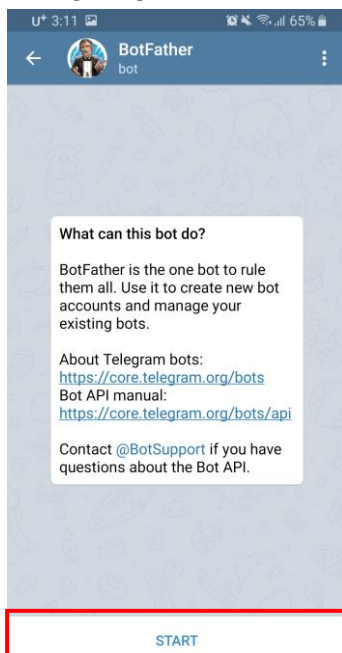 U+ 3:11 65%
BotFather
bot
What can this bot do?
BotFather is the one bot to rule
them all. Use it to create new bot
accounts and manage your
existing bots.
About Telegram bots:
https://core.telegram.org/bots
Bot API manual:
https://core.telegram.org/bots/api
Contact @BotSupport if you have
questions about the Bot API.
START